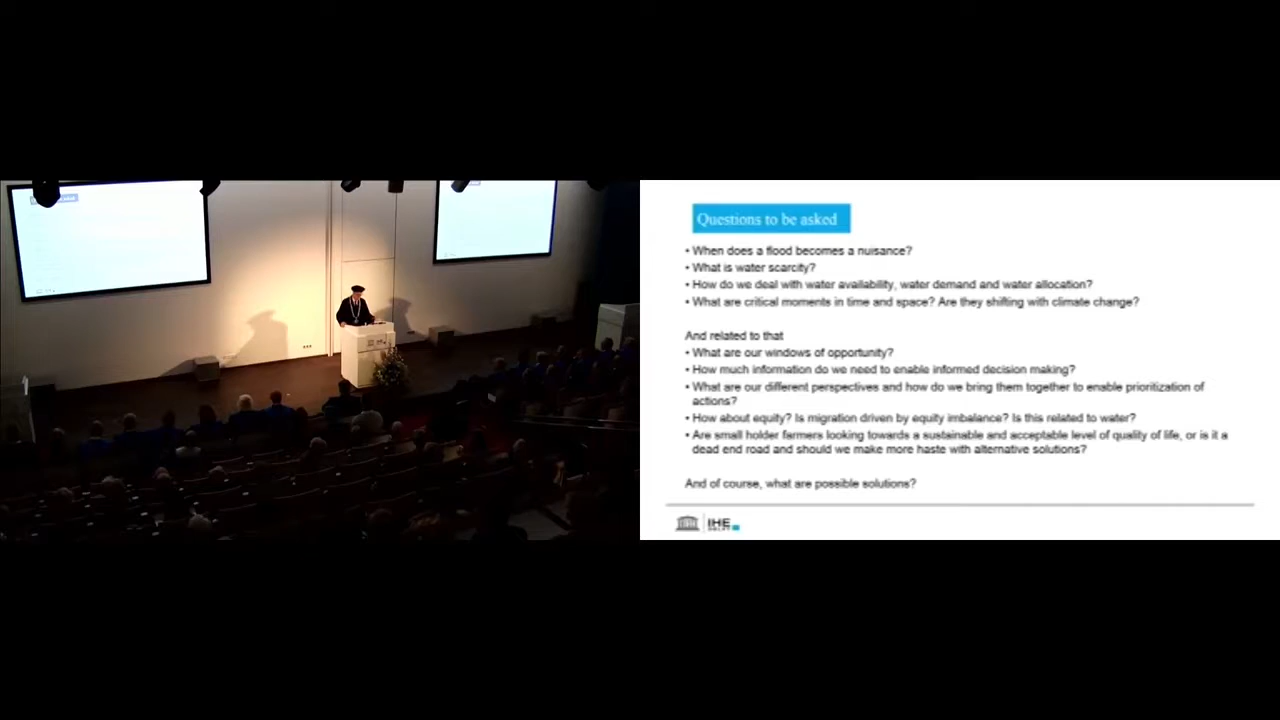 Questions to be asked
• When does a flood becomes a nuisance?
• What is water scarcity?
• How do we deal with water availability, water demand and water allocation?
• What are critical moments in time and space? Are they shifting with climate change?
And related to that
• What are our windows of opportunity?
• How much information do we need to enable informed decision making?
• What are our different perspectives and how do we bring them together to enable prioritization of
actions?
• How about equity? Is migration driven by equity imbalance? Is this related to water?
• Are small holder farmers looking towards a sustainable and acceptable level of quality of life, or is it a
dead end road and should we make more haste with alternative solutions?
And of course, what are possible solutions?
IHE
DELFT